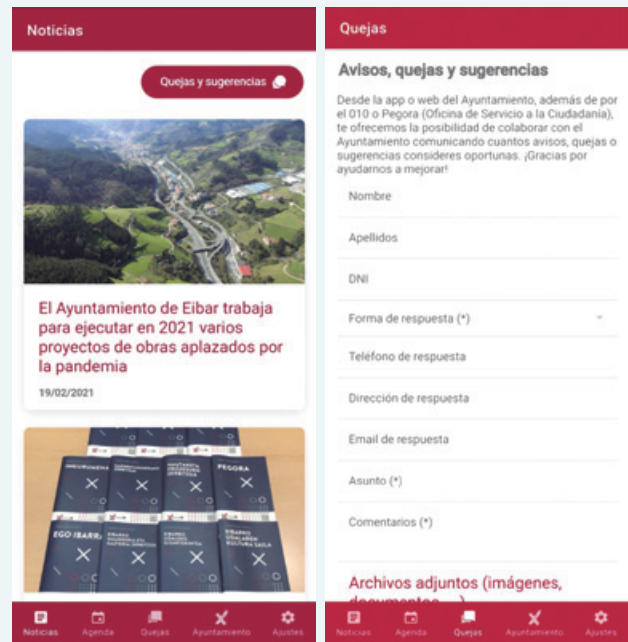 Noticias
Quejas y sugerencias
El Ayuntamiento de Eibar trabaja
para ejecutar en 2021 varios
proyectos de obras aplazados por
la pandemia
19/02/2021
PEGORA
EGO IBARRA
Noticias
Agenda
Quejas
Ayuntamiento
Ajustes
Quejas
Avisos, quejas y sugerencias
Desde la app o web del Ayuntamiento, además de por
el 010 o Pegora (Oficina de Servicio a la Ciudadanía),
te ofrecemos la posibilidad de colaborar con el
Ayuntamiento comunicando cuantos avisos, quejas o
sugerencias consideres oportunas. ¡Gracias por
ayudarnos a mejorar!
Nombre
Apellidos
DNI
Forma de respuesta (*)
Teléfono de respuesta
Dirección de respuesta
Email de respuesta
Asunto (*)
Comentarios (*)
Archivos adjuntos (imágenes,
documentos, ...)
Noticias
Agenda
Quejas
Ayuntamiento
Ajustes